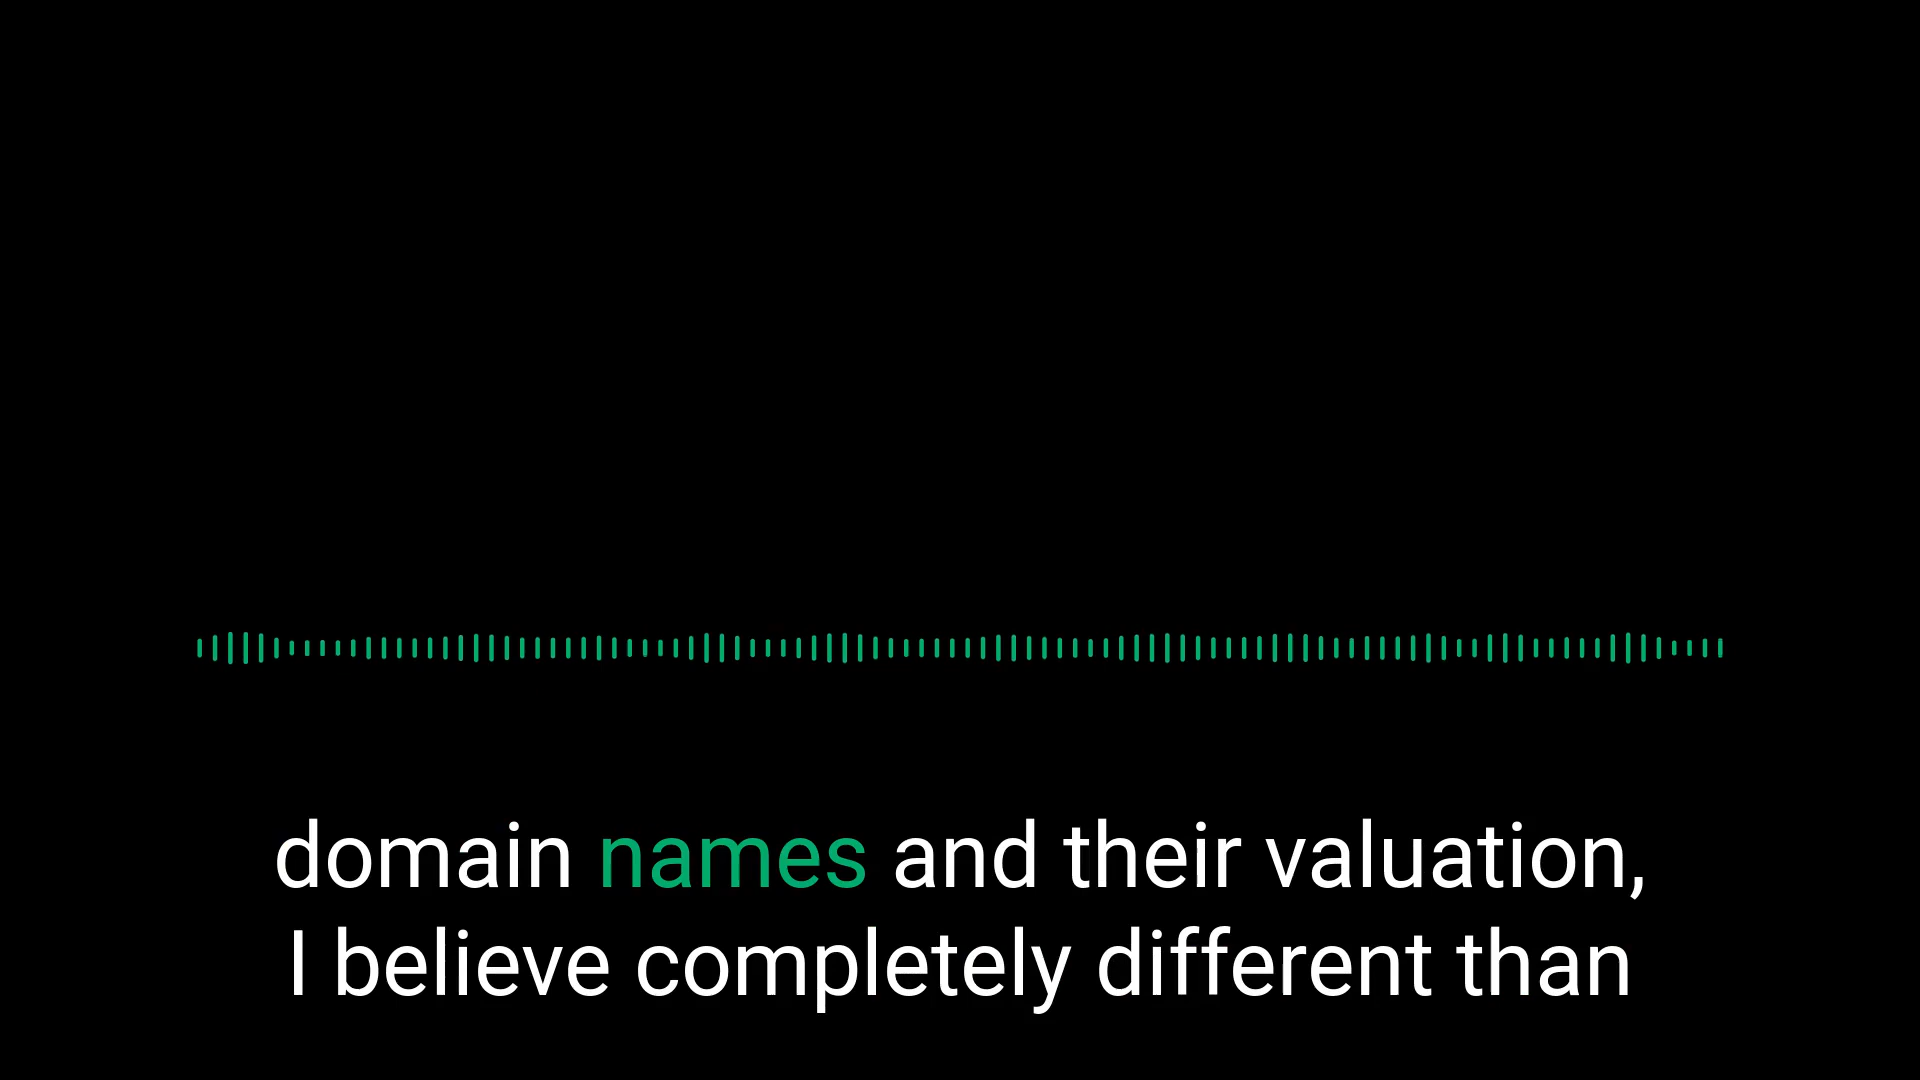 domain names and their valuation,
I believe completely different than